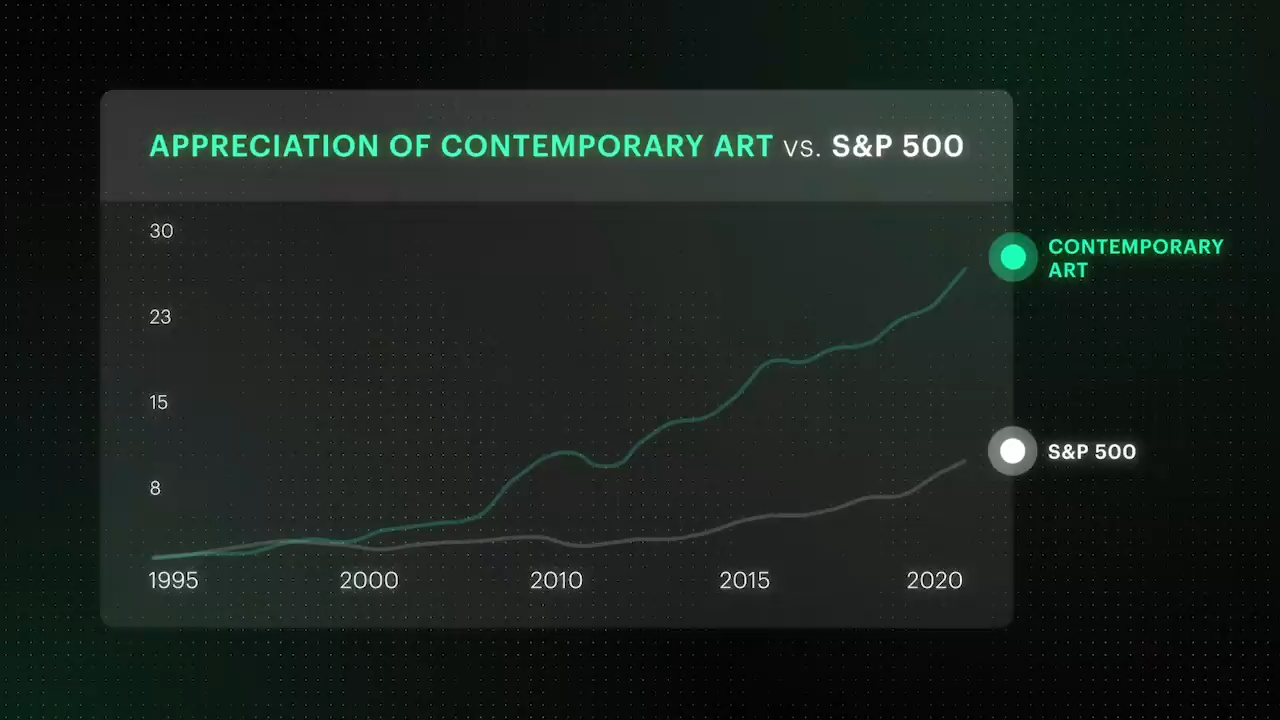 APPRECIATION OF CONTEMPORARY ART vs. S&P 500
30
23
15
8
1995 2000 2010 2015 2020
CONTEMPORARY
ART
S&P 500